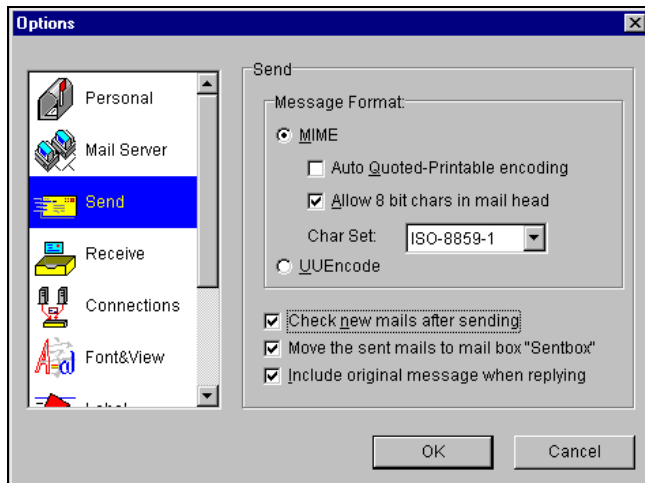 Options
Personal
Mail Server
Send
Receive
Connections
Font&View
Label
Send
Message Format:
MIME
Auto Quoted-Printable encoding
Allow 8 bit chars in mail head
Char Set: ISO-8859-1
UUEncode
Check new mails after sending
Move the sent mails to mail box "Sentbox"
Include original message when replying
OK Cancel